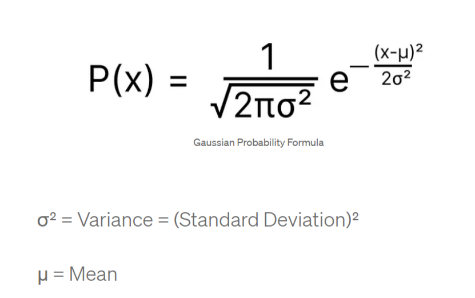 P(x) = 1 / √2πσ² e^−(x-μ)²/2σ²
Gaussian Probability Formula
σ² = Variance = (Standard Deviation)²
μ = Mean